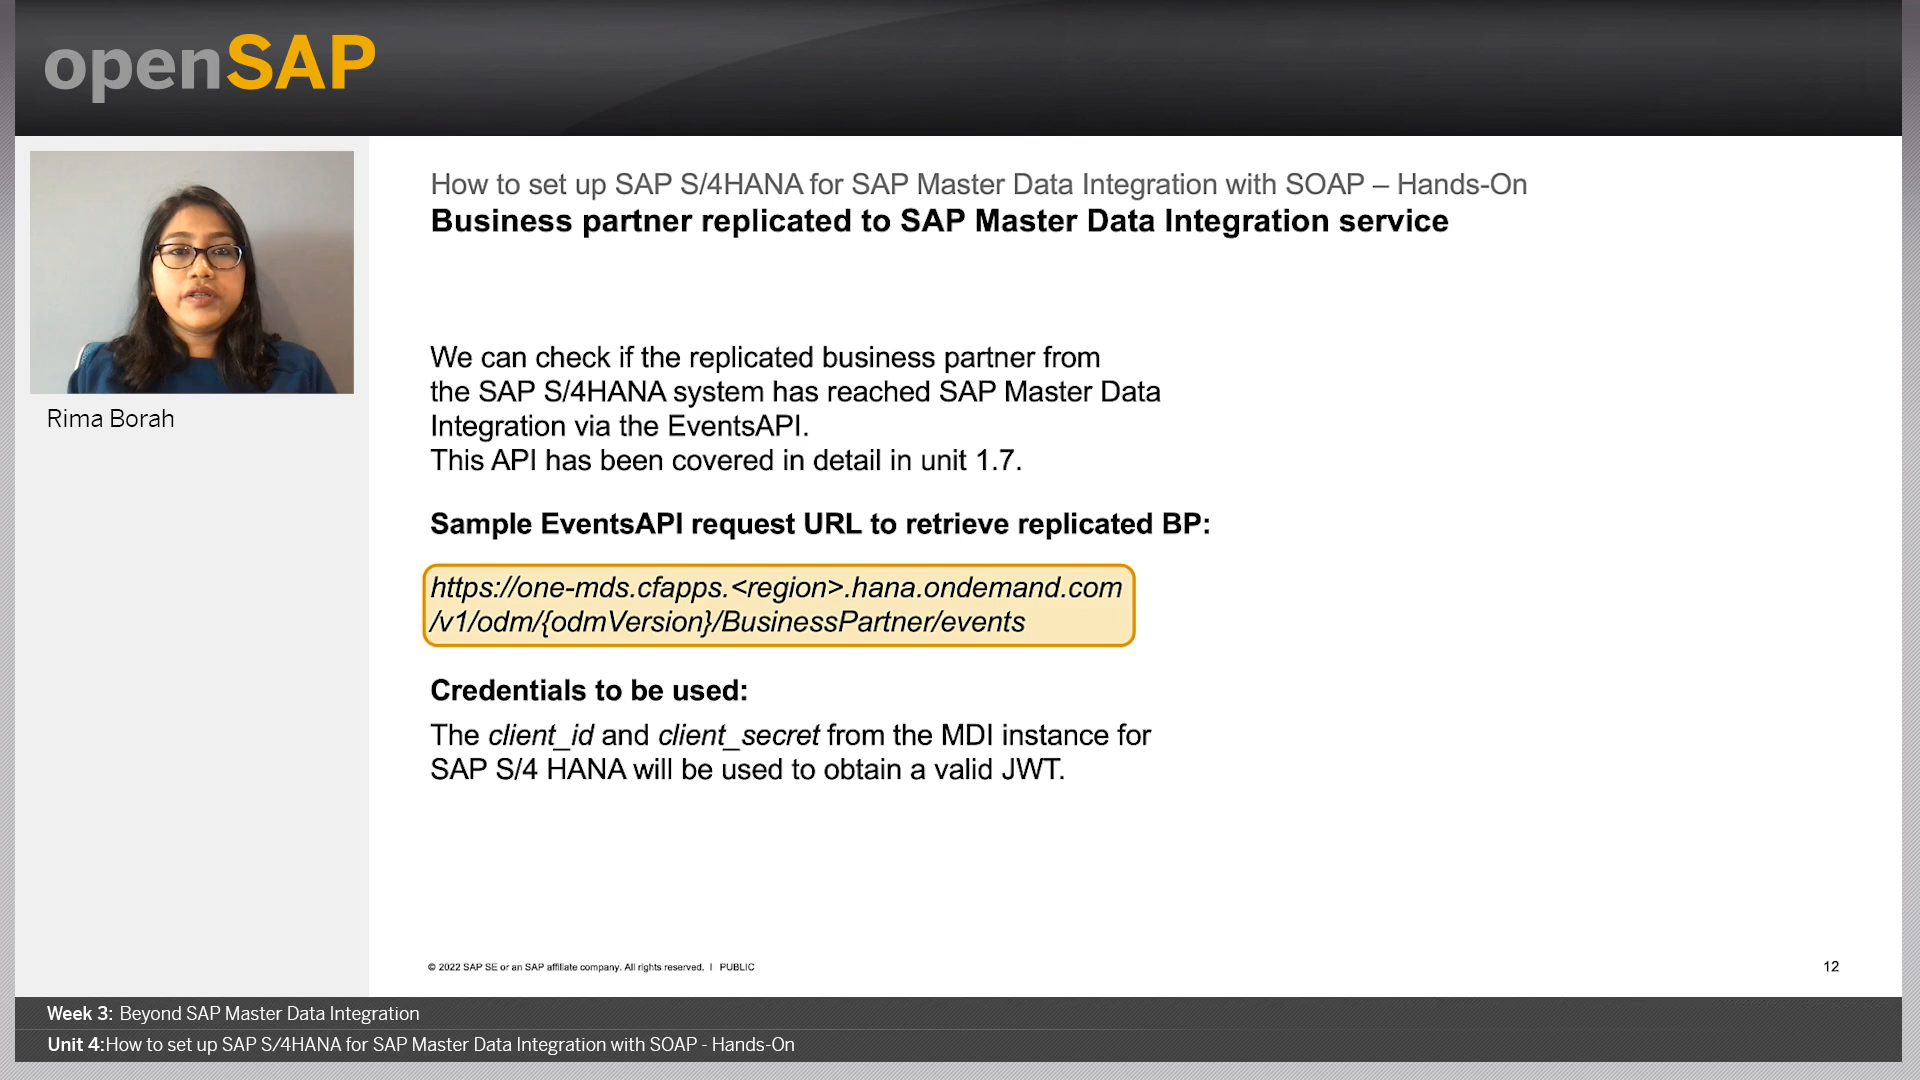 openSAP
Rima Borah
How to set up SAP S/4HANA for SAP Master Data Integration with SOAP – Hands-On
Business partner replicated to SAP Master Data Integration service
We can check if the replicated business partner from
the SAP S/4HANA system has reached SAP Master Data
Integration via the EventsAPI.
This API has been covered in detail in unit 1.7.
Sample EventsAPI request URL to retrieve replicated BP:
https://one-mds.cfapps.<region>.hana.ondemand.com
/v1/odm/{odmVersion}/BusinessPartner/events
Credentials to be used:
The client_id and client_secret from the MDI instance for
SAP S/4 HANA will be used to obtain a valid JWT.
© 2022 SAP SE or an SAP affiliate company. All rights reserved. I PUBLIC
12
Week 3: Beyond SAP Master Data Integration
Unit 4:How to set up SAP S/4HANA for SAP Master Data Integration with SOAP - Hands-On